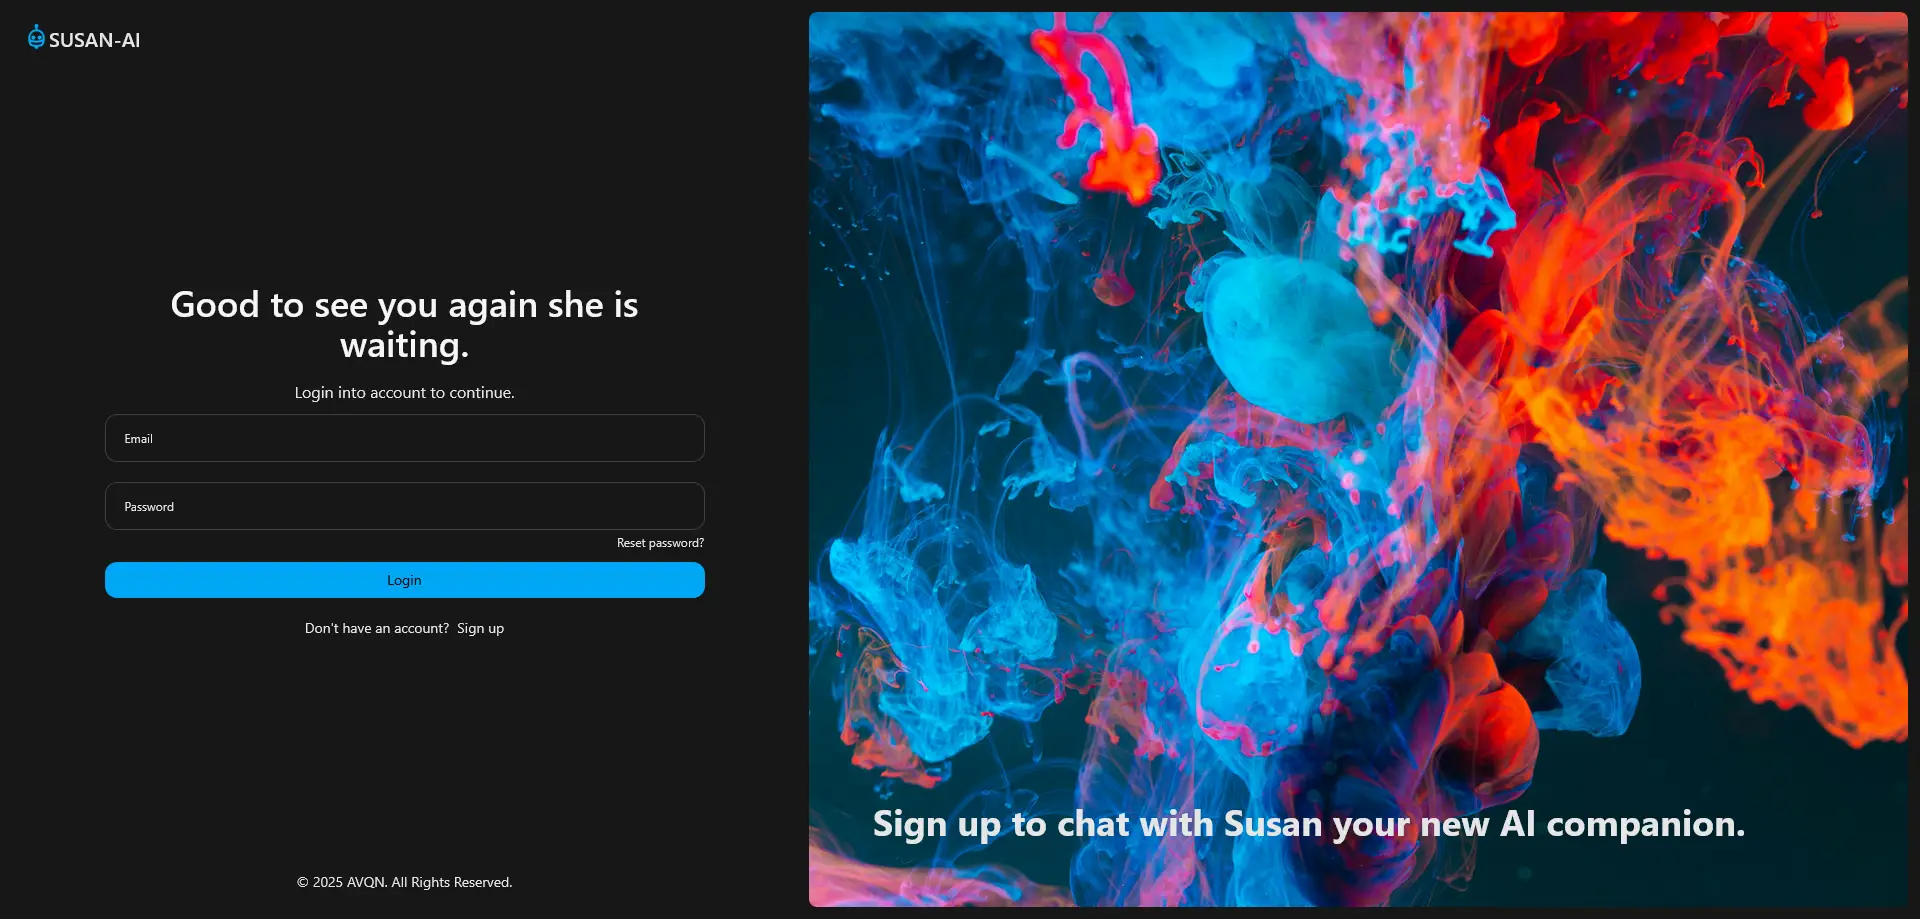 SUSAN-AI
Good to see you again she is
waiting.
Login into account to continue.
Email
Password
Reset password?
Login
Don't have an account? Sign up
© 2025 AVQN. All Rights Reserved.
Sign up to chat with Susan your new AI companion.